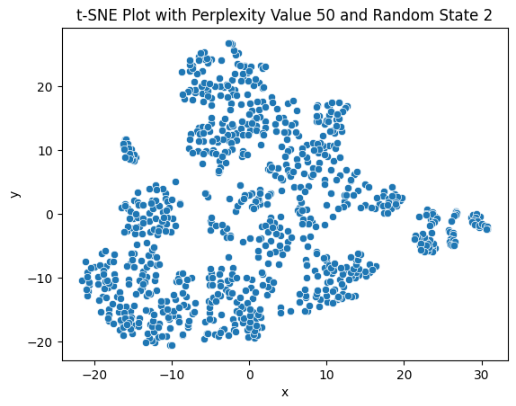 t-SNE Plot with Perplexity Value 50 and Random State 2
20
10
0
−10
−20
y
−20 −10 0 10 20 30
x